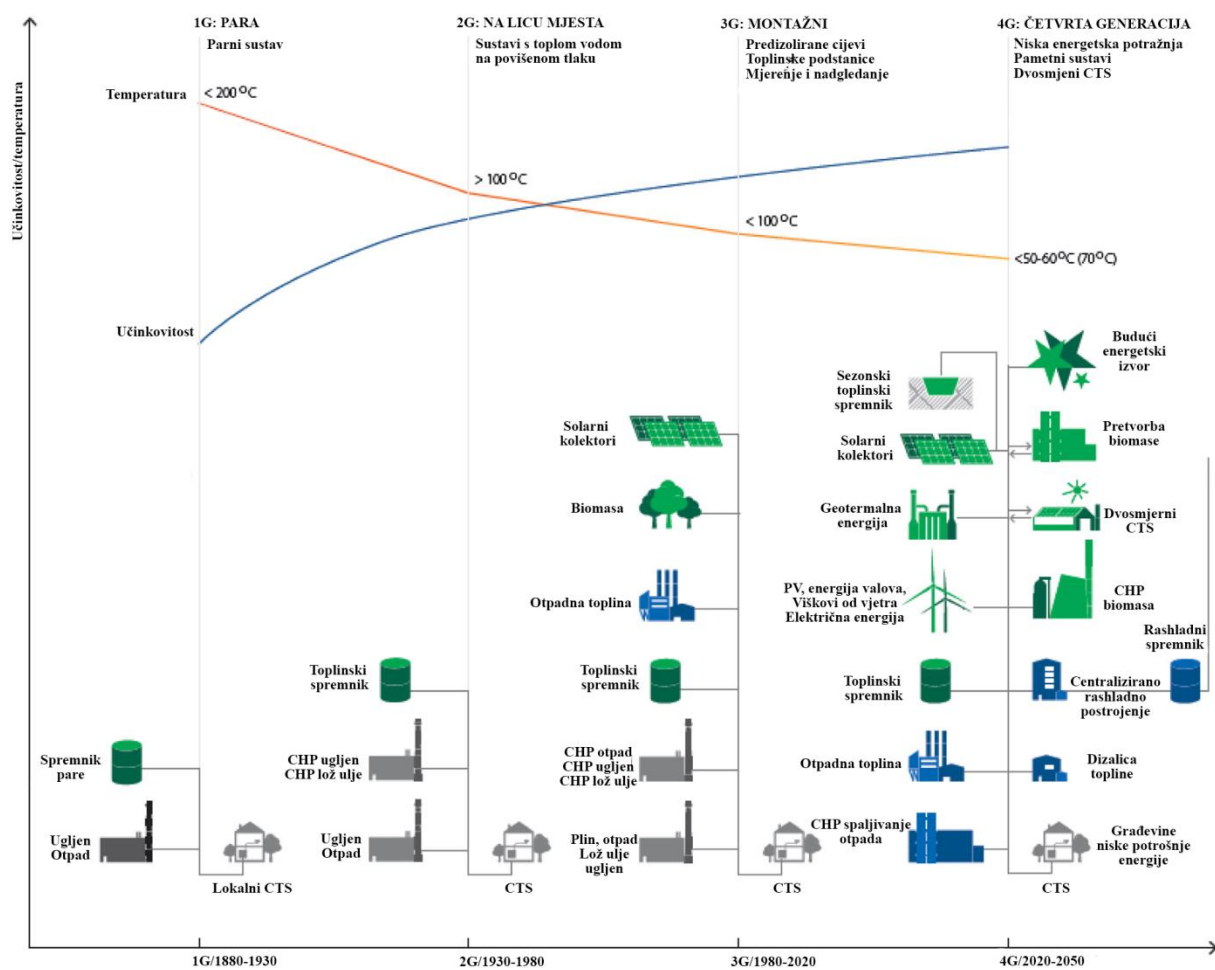 1G: PARA
Parni sustav
2G: NA LICU MJESTA
Sustavi s toplom vodom
na povišenom tlaku
3G: MONTAŽNI
Predizolirane cijevi
Toplinske podstanice
Mjerenje i nadgledanje
4G: ČETVRTA GENERACIJA
Niska energetska potražnja
Pametni sustavi
Dvosmjeni CTS
Učinkovitost/temperatura
Temperatura
< 200 °C
> 100 °C
< 100 °C
<50-60°C (70°C)
Učinkovitost
Spremnik
pare
Ugljen
Otpad
Lokalni CTS
Toplinski
spremnik
CHP ugljen
CHP lož ulje
Ugljen
Otpad
CTS
Solarni
kolektori
Biomasa
Otpadna toplina
Toplinski
spremnik
CHP otpad
CHP ugljen
CHP lož ulje
Plin, otpad
Lož ulje
ugljen
CTS
Sezonski
toplinski
spremnik
Solarni
kolektori
Geotermalna
energija
PV, energija valova,
Viškovi od vjetra
Električna energija
Toplinski
spremnik
Otpadna toplina
CHP spaljivanje
otpada
Budući
energetski
izvor
Pretvorba
biomase
Dvosmjerni
CTS
CHP
biomasa
Rashladni
spremnik
Centralizirano
rashladno
postrojenje
Dizalica
topline
Građevine
niske potrošnje
energije
CTS
1G/1880-1930
2G/1930-1980
3G/1980-2020
4G/2020-2050